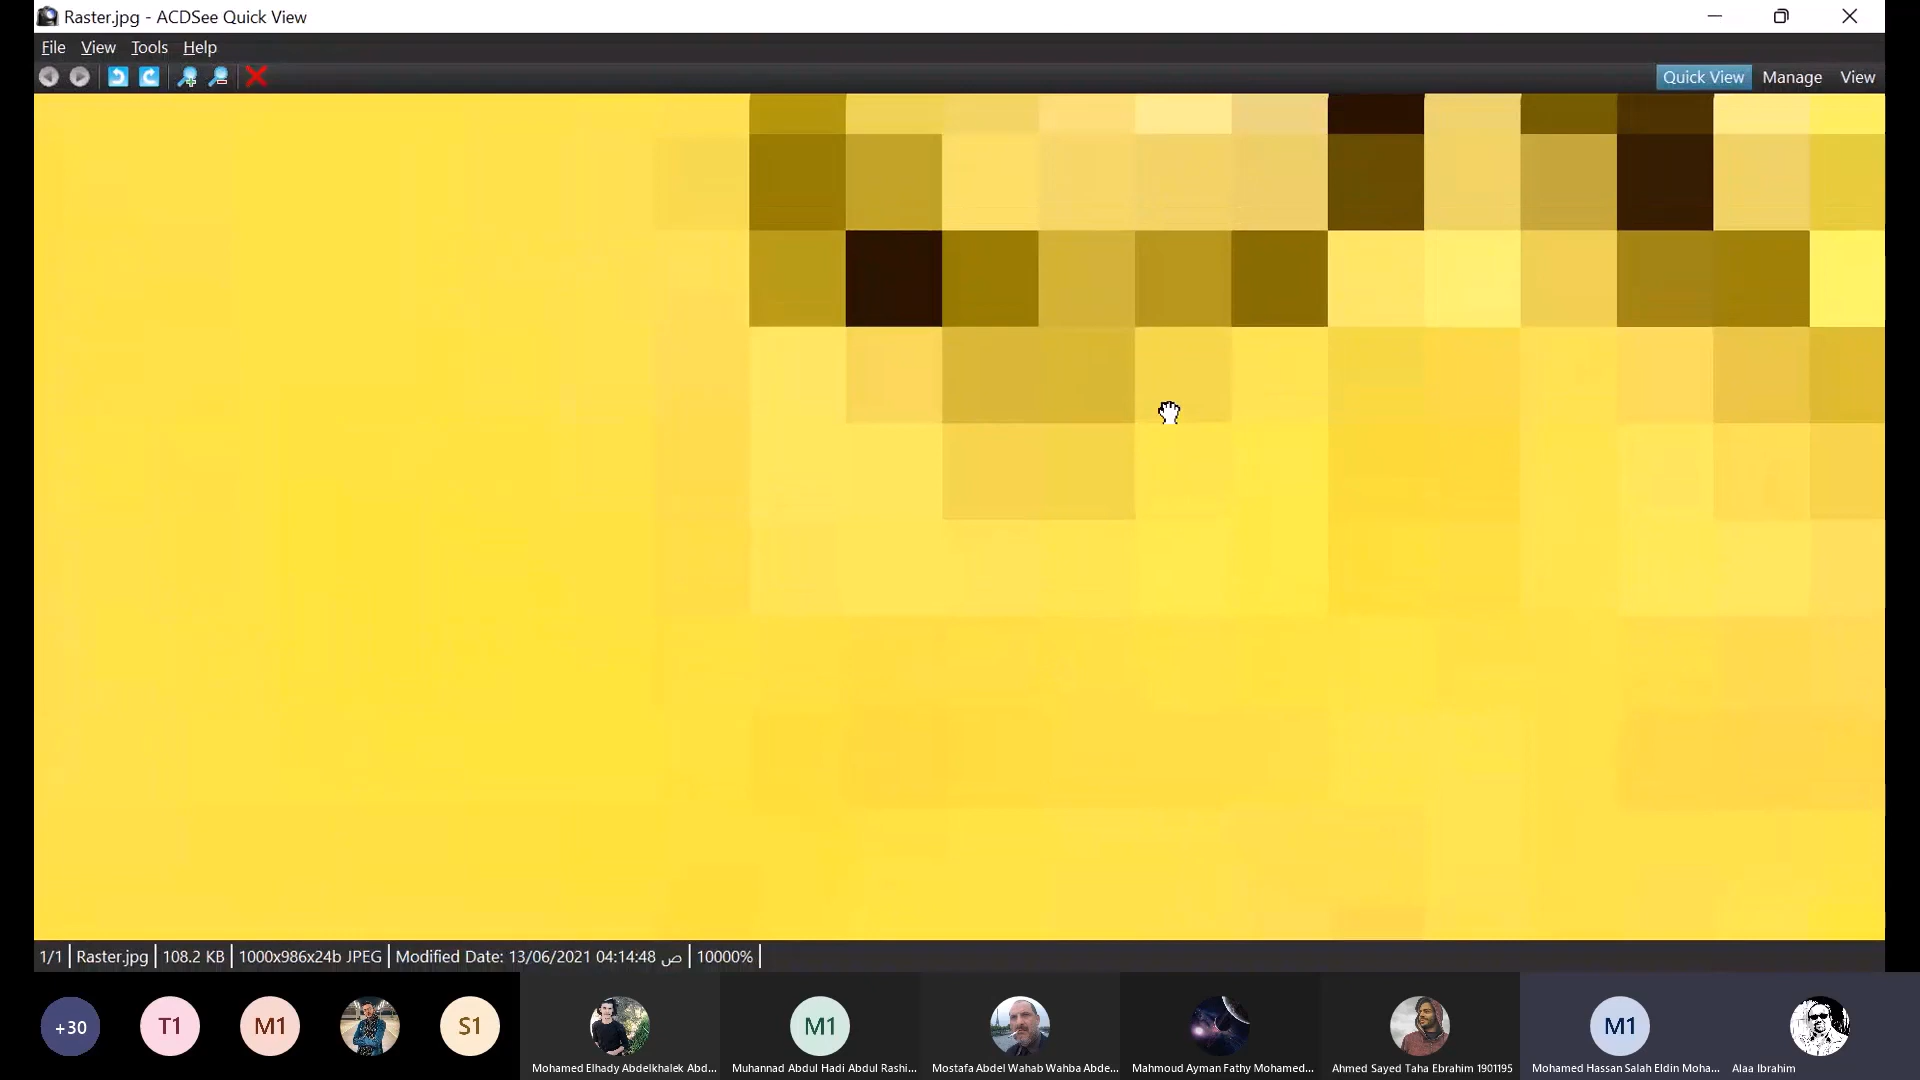 Raster.jpg - ACDSee Quick View
File View Tools Help
Quick View Manage View
1/1 Raster.jpg 108.2 KB 1000x986x24b JPEG Modified Date: 13/06/2021 04:14:48 ص 10000%
+30 T1 M1 S1 M1 M1
Mohamed Elhady Abdelkhalek Abd... Muhannad Abdul Hadi Abdul Rashi... Mostafa Abdel Wahab Wahba Abde... Mahmoud Ayman Fathy Mohamed... Ahmed Sayed Taha Ebrahim 1901195 Mohamed Hassan Salah Eldin Moha... Alaa Ibrahim